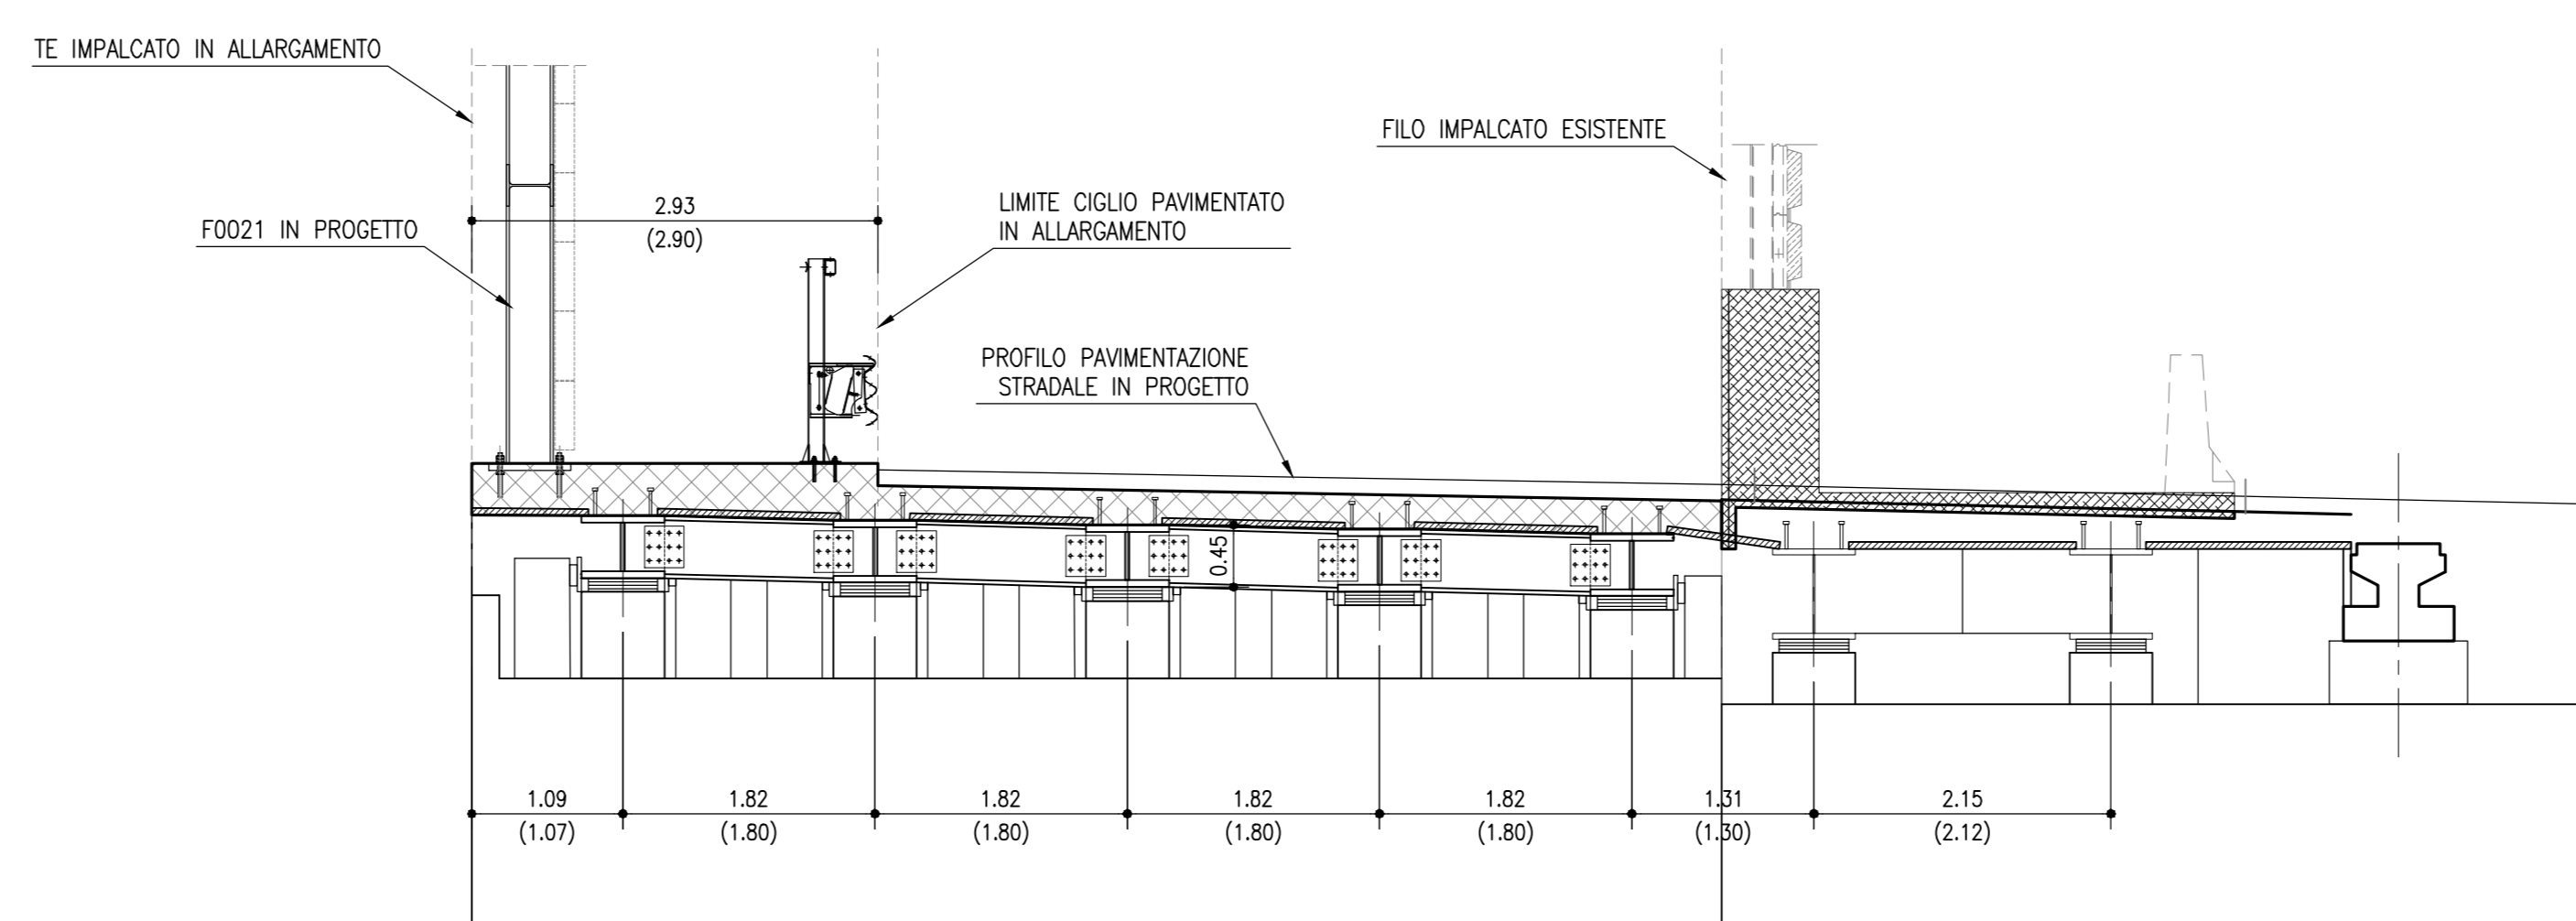 TE IMPALCATO IN ALLARGAMENTO
FILO IMPALCATO ESISTENTE
F0021 IN PROGETTO
2.93
(2.90)
LIMITE CIGLIO PAVIMENTATO
IN ALLARGAMENTO
PROFILO PAVIMENTAZIONE
STRADALE IN PROGETTO
0.45
1.09 1.82 1.82 1.82 1.82 1.31 2.15
(1.07) (1.80) (1.80) (1.80) (1.80) (1.30) (2.12)